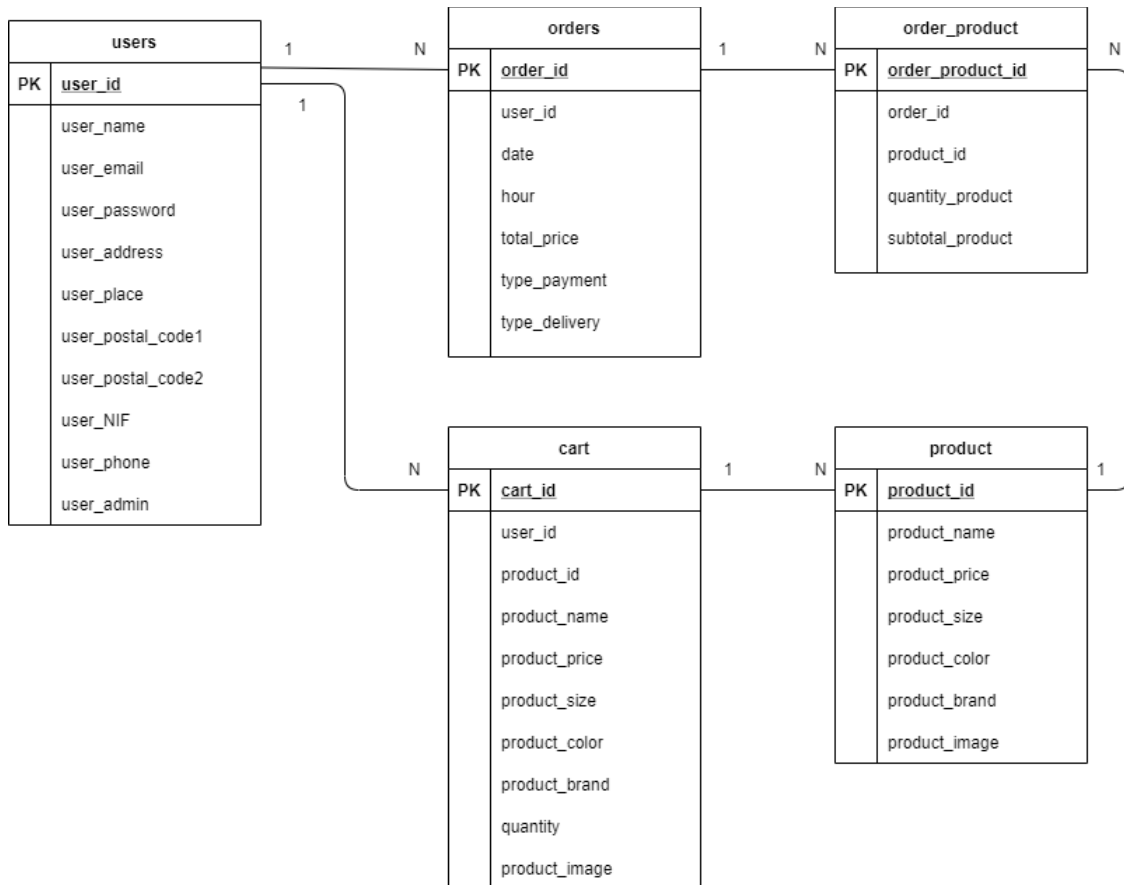 users
PK user_id
user_name
user_email
user_password
user_address
user_place
user_postal_code1
user_postal_code2
user_NIF
user_phone
user_admin
1
N
1
N
orders
PK order_id
user_id
date
hour
total_price
type_payment
type_delivery
1
N
order_product
PK order_product_id
order_id
product_id
quantity_product
subtotal_product
N
cart
PK cart_id
user_id
product_id
product_name
product_price
product_size
product_color
product_brand
quantity
product_image
1
N
product
PK product_id
product_name
product_price
product_size
product_color
product_brand
product_image
1